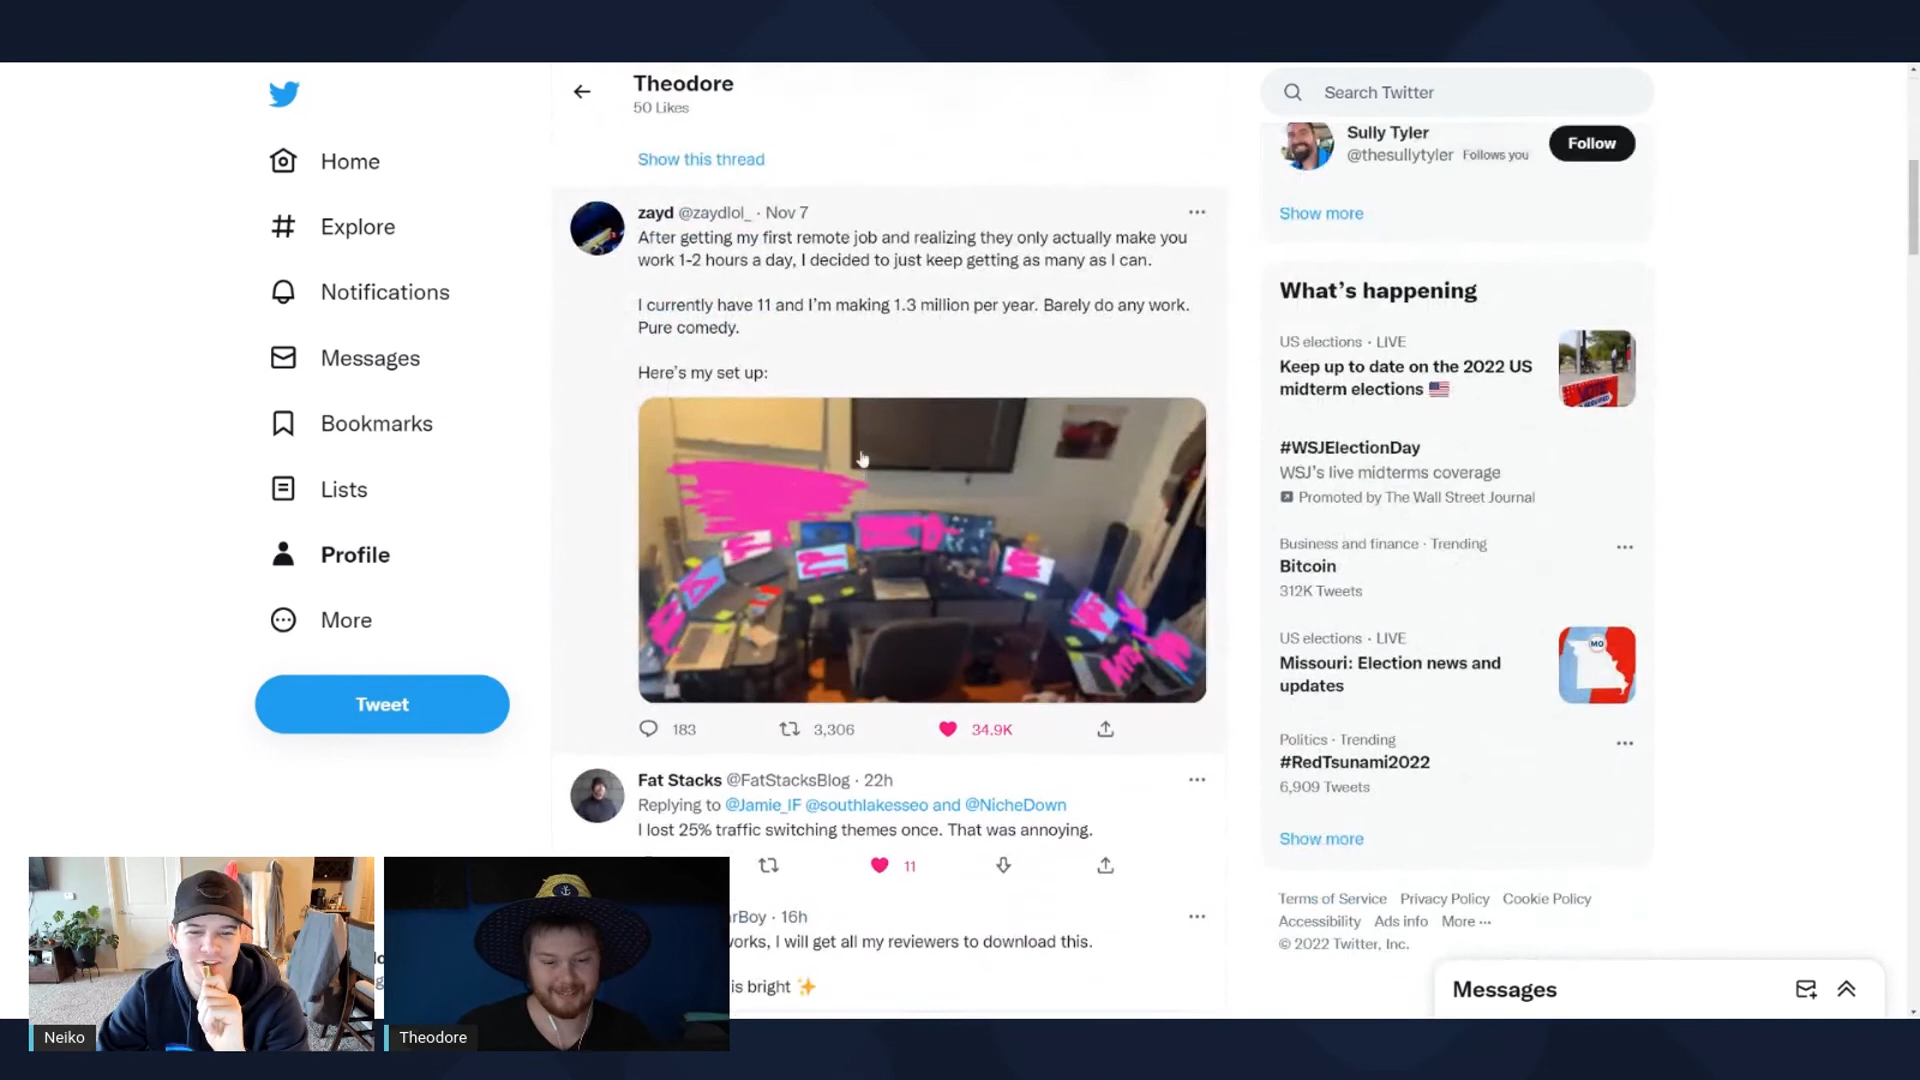 Home
Explore
Notifications
Messages
Bookmarks
Lists
Profile
More
Tweet
Theodore
50 Likes
Show this thread
zayd @zaydlol_ · Nov 7
After getting my first remote job and realizing they only actually make you
work 1-2 hours a day, I decided to just keep getting as many as I can.
I currently have 11 and I'm making 1.3 million per year. Barely do any work.
Pure comedy.
Here's my set up:
183 3,306 34.9K
Fat Stacks @FatStacksBlog · 22h
Replying to @Jamie_IF @southlakesseo and @NicheDown
I lost 25% traffic switching themes once. That was annoying.
11
rBoy · 16h
works, I will get all my reviewers to download this.
is bright ✨
Search Twitter
Sully Tyler
@thesullytyler Follows you
Follow
Show more
What's happening
US elections · LIVE
Keep up to date on the 2022 US
midterm elections 🇺🇸
#WSJElectionDay
WSJ's live midterms coverage
Promoted by The Wall Street Journal
Business and finance · Trending
Bitcoin
312K Tweets
US elections · LIVE
Missouri: Election news and
updates
MO
Politics · Trending
#RedTsunami2022
6,909 Tweets
Show more
Terms of Service Privacy Policy Cookie Policy
Accessibility Ads info More ···
© 2022 Twitter, Inc.
Messages
Neiko
Theodore